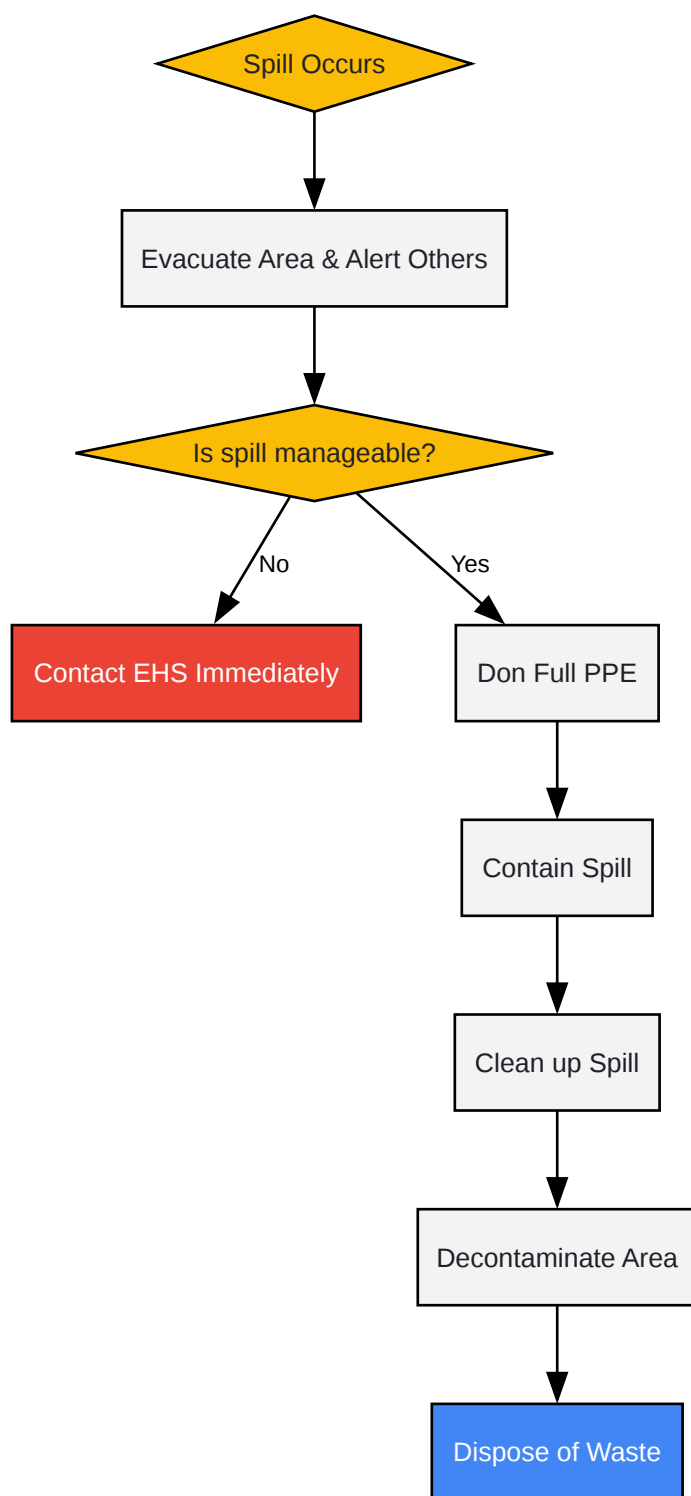 Spill Occurs
Evacuate Area & Alert Others
Is spill manageable?
No
Yes
Contact EHS Immediately
Don Full PPE
Contain Spill
Clean up Spill
Decontaminate Area
Dispose of Waste